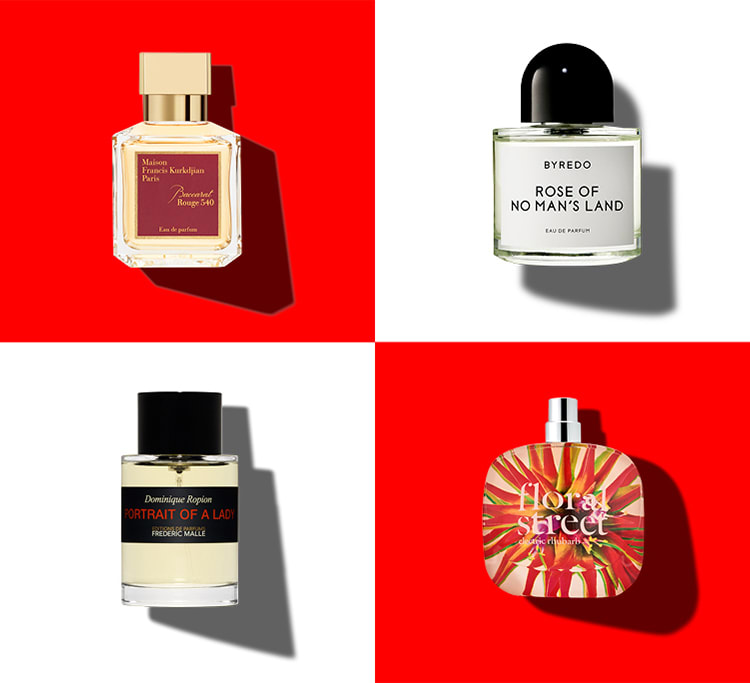 Maison
Francis Kurkdjian
Paris
Baccarat
Rouge 540
Eau de parfum
BYREDO
ROSE OF
NO MAN'S LAND
EAU DE PARFUM
Dominique Ropion
PORTRAIT OF A LADY
EDITIONS DE PARFUMS
FREDERIC MALLE
floral
street
electric rhubarb